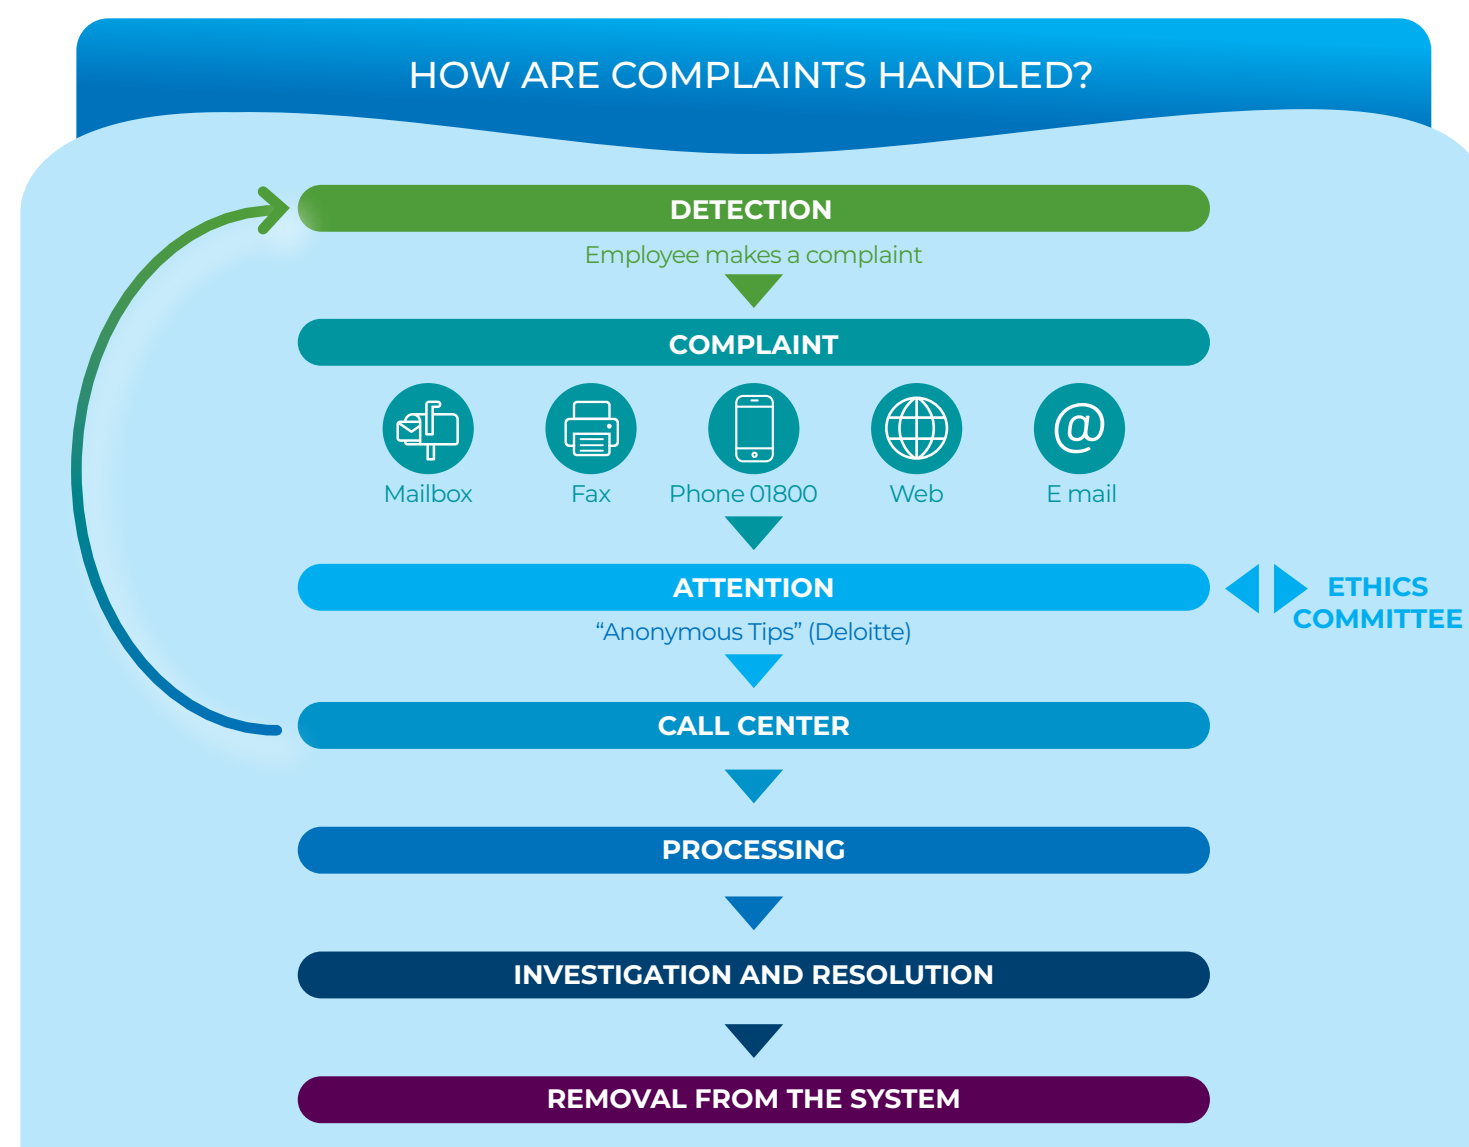 HOW ARE COMPLAINTS HANDLED?
DETECTION
Employee makes a complaint
COMPLAINT
Mailbox
Fax
Phone 01800
Web
E mail
@
ATTENTION
“Anonymous Tips” (Deloitte)
ETHICS
COMMITTEE
CALL CENTER
PROCESSING
INVESTIGATION AND RESOLUTION
REMOVAL FROM THE SYSTEM